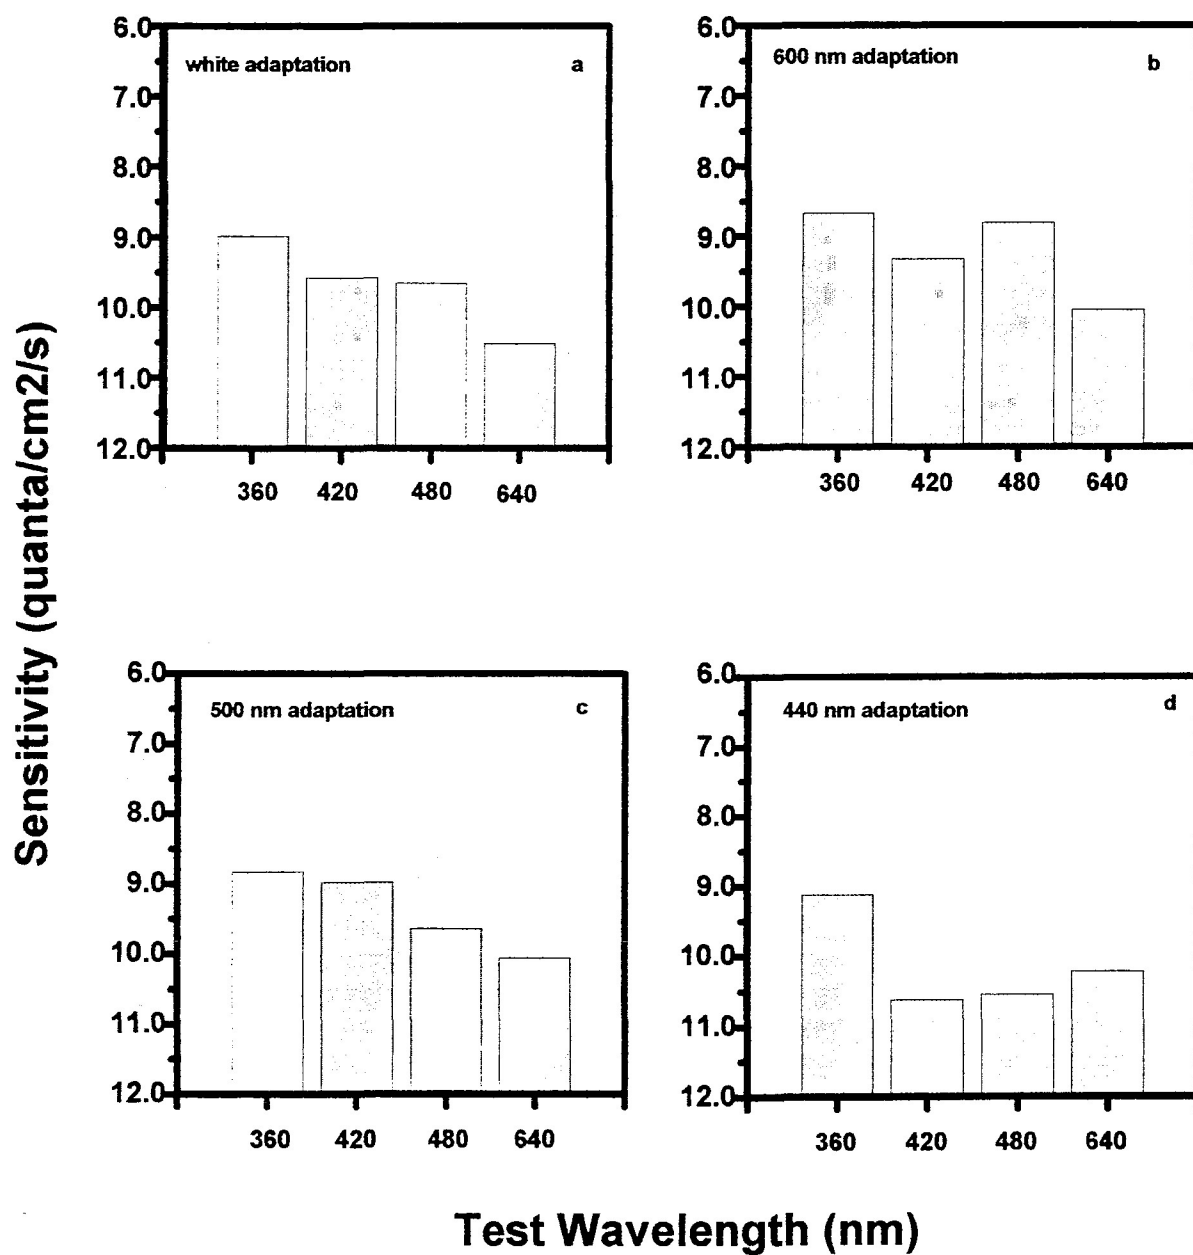 white adaptation a
6.0
7.0
8.0
9.0
10.0
11.0
12.0
360 420 480 640
600 nm adaptation b
6.0
7.0
8.0
9.0
10.0
11.0
12.0
360 420 480 640
Sensitivity (quanta/cm2/s)
500 nm adaptation c
6.0
7.0
8.0
9.0
10.0
11.0
12.0
360 420 480 640
440 nm adaptation d
6.0
7.0
8.0
9.0
10.0
11.0
12.0
360 420 480 640
Test Wavelength (nm)